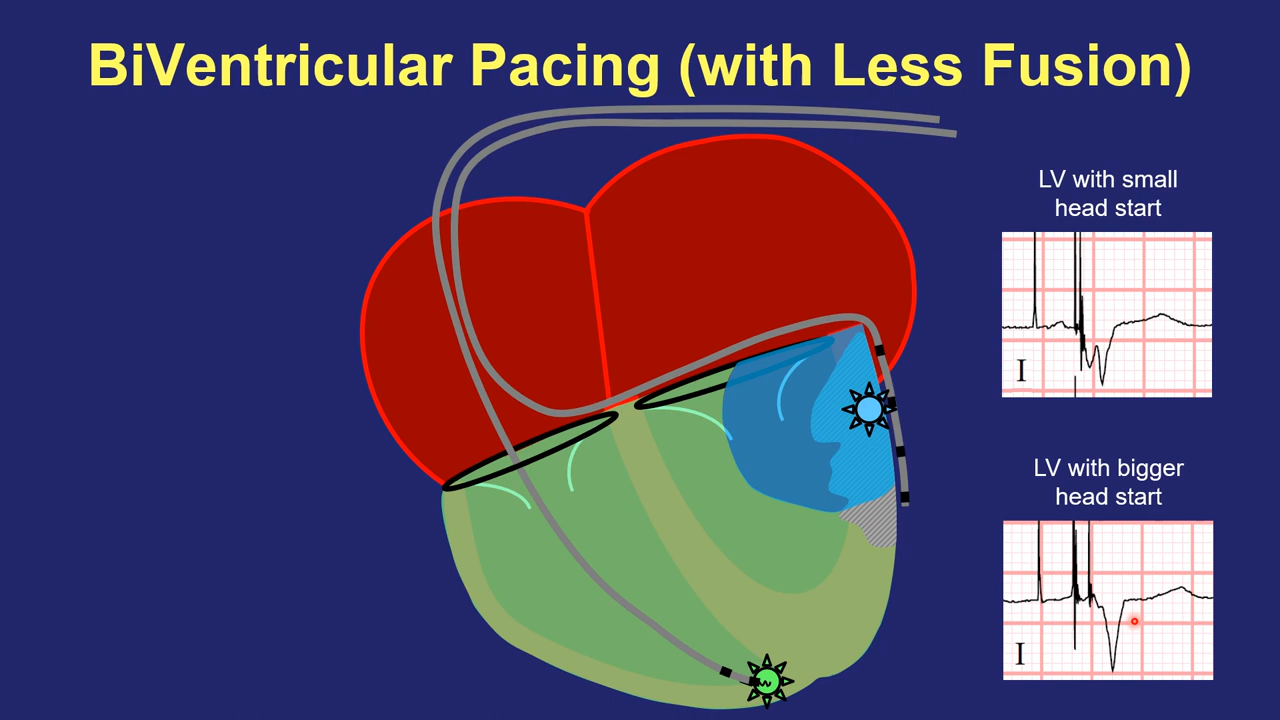 BiVentricular Pacing (with Less Fusion)
LV with small
head start
I
LV with bigger
head start
I